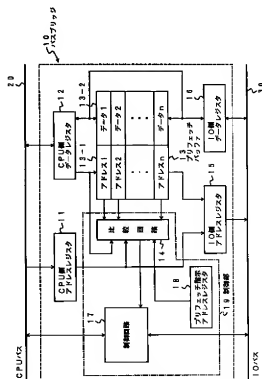 20
CPUバス
10 バスブリッジ
12
CPU側
データレジスタ
11
CPU側
アドレスレジスタ
13-1
13-2
アドレス1 データ1
アドレス2 データ2
アドレスn データn
13
プリフェッチ
バッファ
比較回路
14
17
制御回路
18
プリフェッチ指示
アドレスレジスタ
19 制御部
15
IO側
アドレスレジスタ
16
IO側
データレジスタ
IOバス